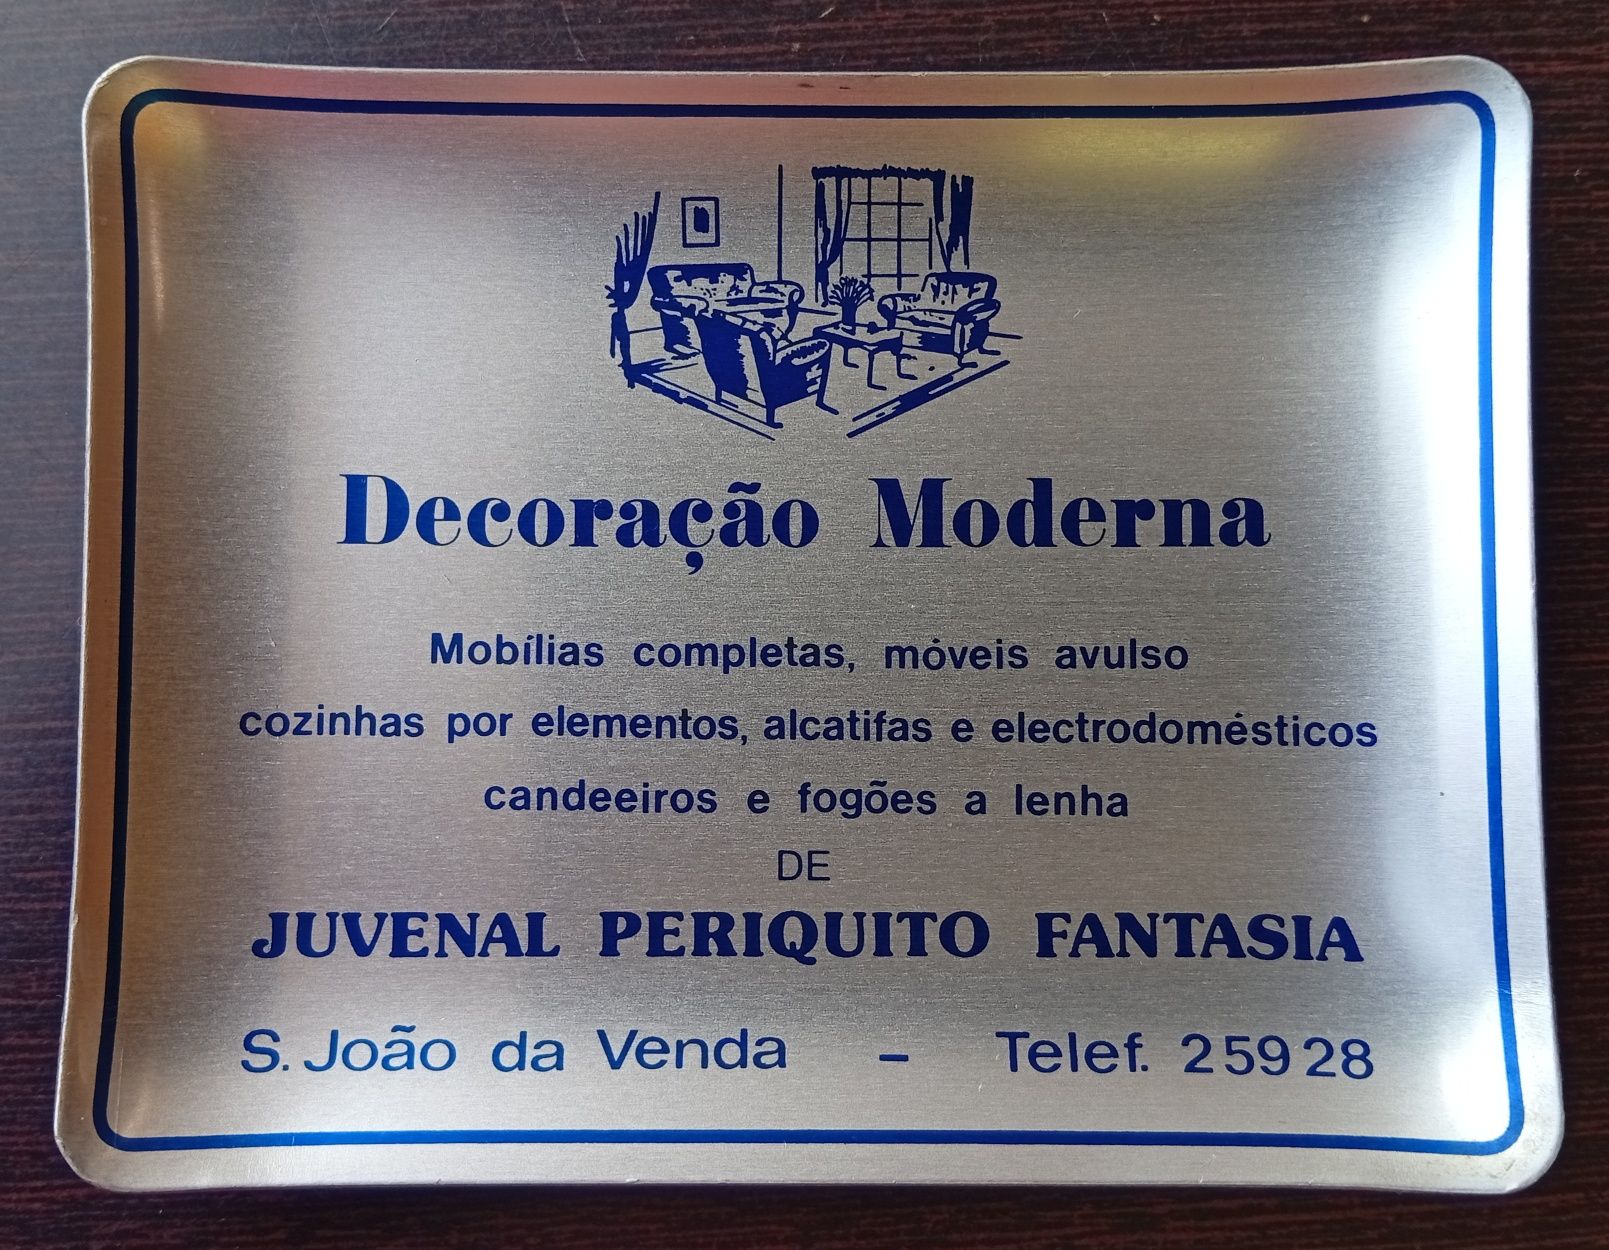 Decoração Moderna
Mobílias completas, móveis avulso
cozinhas por elementos, alcatifas e electrodomésticos
candeeiros e fogões a lenha
DE
JUVENAL PERIQUITO FANTASIA
S. João da Venda – Telef. 25928